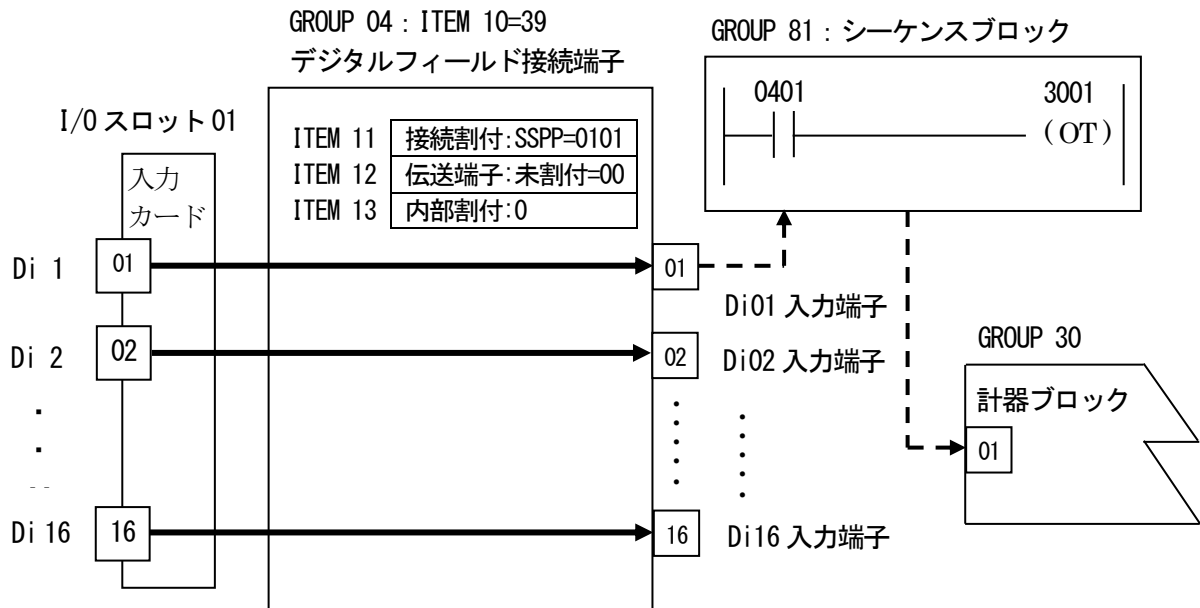 GROUP 04：ITEM 10=39
デジタルフィールド接続端子
GROUP 81：シーケンスブロック
0401
3001
(OT)
I/O スロット 01
入力
カード
ITEM 11
接続割付:SSPP=0101
ITEM 12
伝送端子:未割付=00
ITEM 13
内部割付:0
Di 1
01
01
Di01 入力端子
Di 2
02
02
Di02 入力端子
GROUP 30
計器ブロック
01
Di 16
16
16
Di16 入力端子